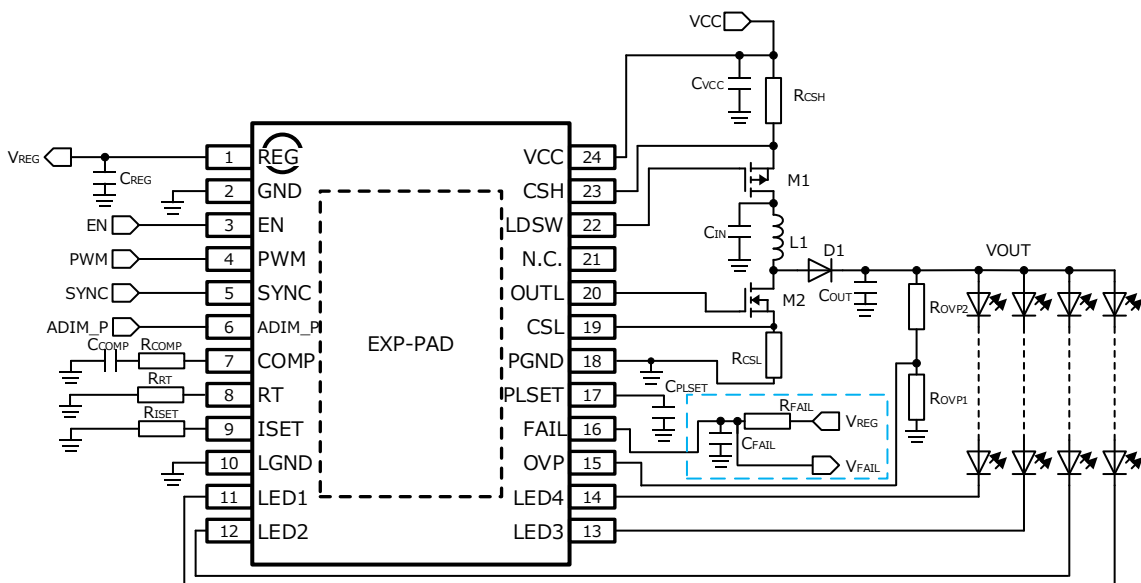 VCC
CVCC
RCSH
VREG
CREG
1 REG
VCC 24
2 GND
CSH 23
M1
EN
3 EN
LDSW 22
CIN
L1
PWM
4 PWM
N.C. 21
D1
VOUT
SYNC
5 SYNC
OUTL 20
M2
COUT
ROVP2
ADIM_P
6 ADIM_P
CSL 19
EXP-PAD
CCOMP
RCOMP
7 COMP
PGND 18
RCSL
RRT
8 RT
PLSET 17
CPLSET
ROVP1
RISET
9 ISET
FAIL 16
RFAIL
VREG
CFAIL
10 LGND
OVP 15
VFAIL
11 LED1
LED4 14
12 LED2
LED3 13